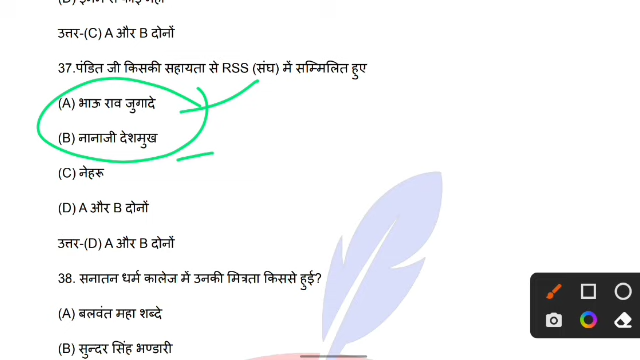 उत्तर-(C) A और B दोनों
37.पंडित जी किसकी सहायता से RSS (संघ) में सम्मिलित हुए
(A) भाऊ राव जुगादे
(B) नानाजी देशमुख
(C) नेहरू
(D) A और B दोनों
उत्तर-(D) A और B दोनों
38. सनातन धर्म कालेज में उनकी मित्रता किससे हुई?
(A) बलवंत महा शब्दे
(B) सुन्दर सिंह भण्डारी